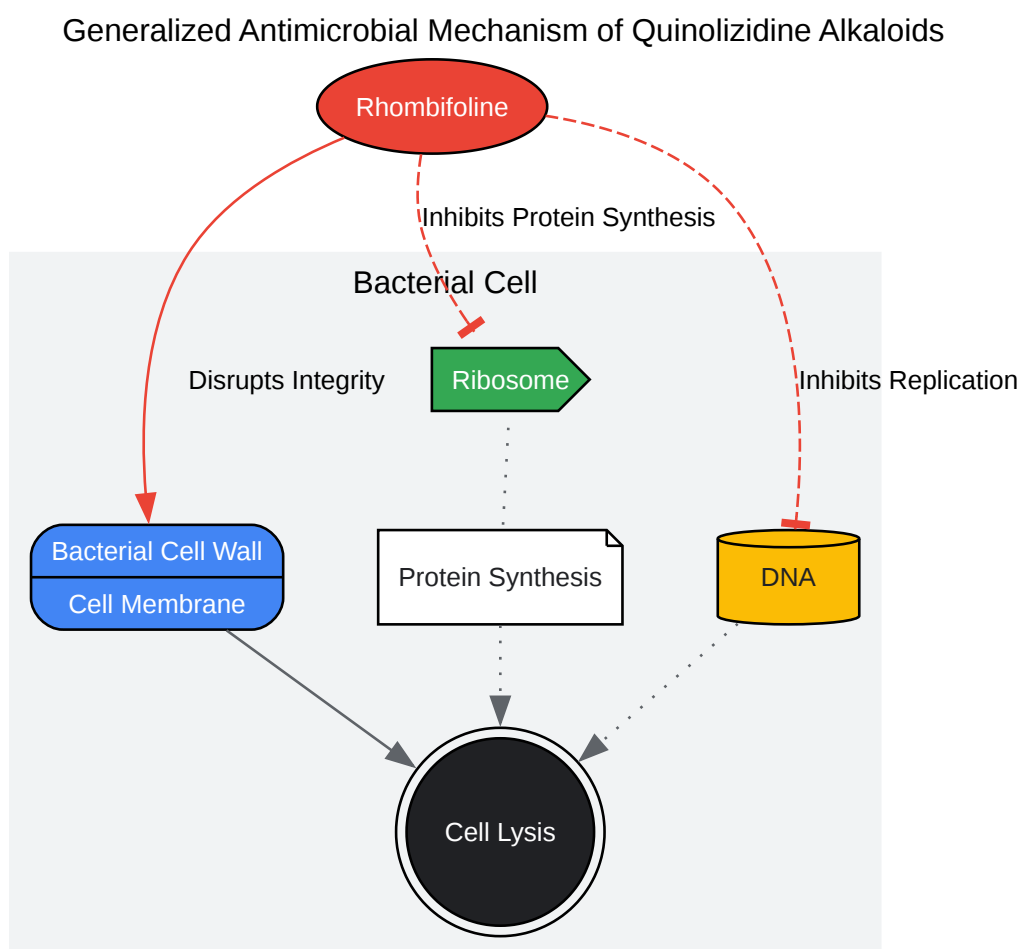 Generalized Antimicrobial Mechanism of Quinolizidine Alkaloids
Rhombifoline
Inhibits Protein Synthesis
Bacterial Cell
Disrupts Integrity
Ribosome
Inhibits Replication
Bacterial Cell Wall
Cell Membrane
Protein Synthesis
DNA
Cell Lysis